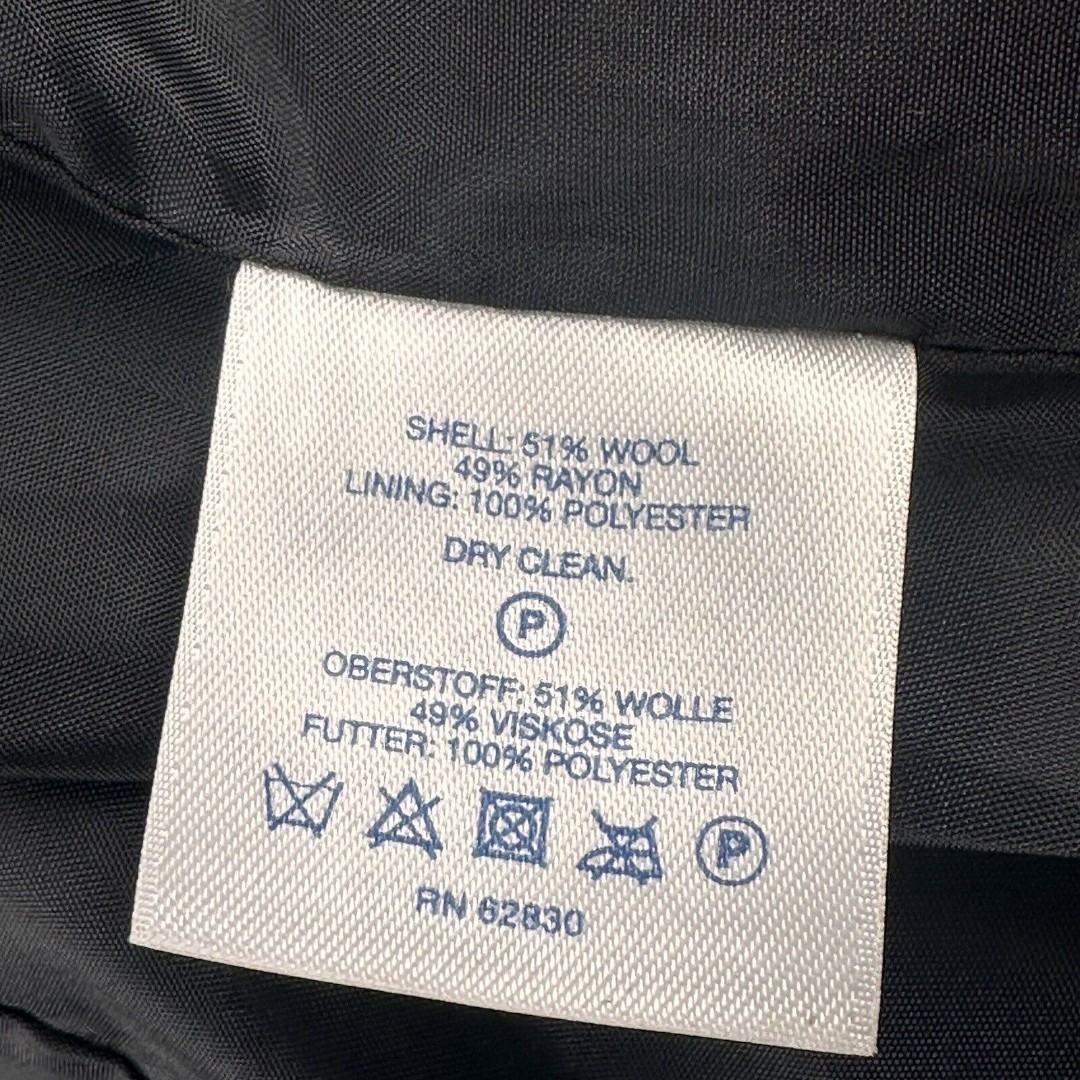 SHELL: 51% WOOL
49% RAYON
LINING: 100% POLYESTER
DRY CLEAN.
P
OBERSTOFF: 51% WOLLE
49% VISKOSE
FUTTER: 100% POLYESTER
P
RN 62830